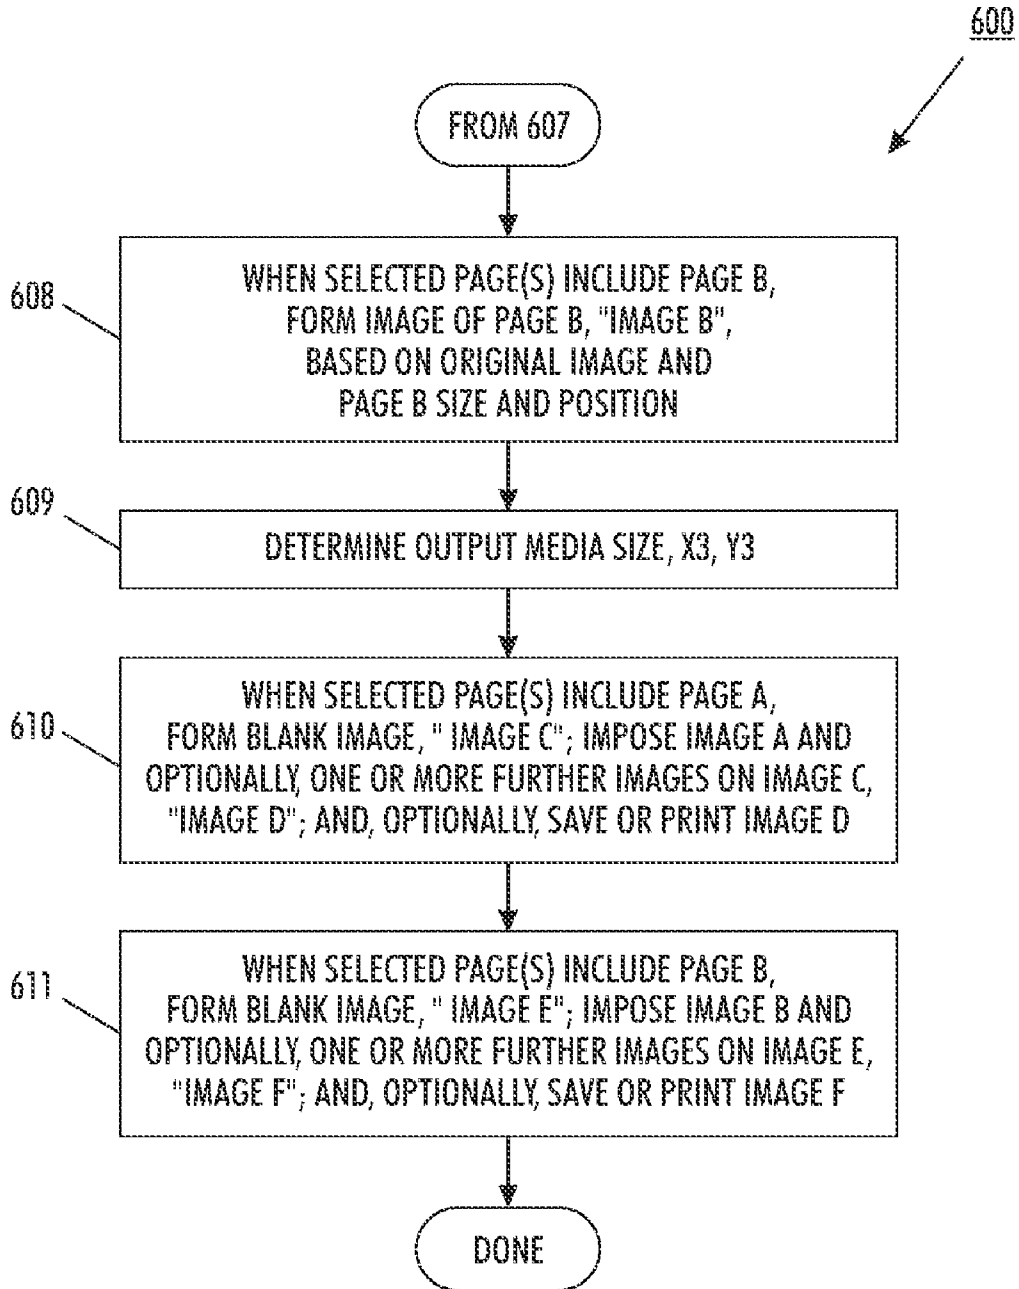 600
FROM 607
608
WHEN SELECTED PAGE(S) INCLUDE PAGE B,
FORM IMAGE OF PAGE B, "IMAGE B",
BASED ON ORIGINAL IMAGE AND
PAGE B SIZE AND POSITION
609
DETERMINE OUTPUT MEDIA SIZE, X3, Y3
610
WHEN SELECTED PAGE(S) INCLUDE PAGE A,
FORM BLANK IMAGE, " IMAGE C"; IMPOSE IMAGE A AND
OPTIONALLY, ONE OR MORE FURTHER IMAGES ON IMAGE C,
"IMAGE D"; AND, OPTIONALLY, SAVE OR PRINT IMAGE D
611
WHEN SELECTED PAGE(S) INCLUDE PAGE B,
FORM BLANK IMAGE, " IMAGE E"; IMPOSE IMAGE B AND
OPTIONALLY, ONE OR MORE FURTHER IMAGES ON IMAGE E,
"IMAGE F"; AND, OPTIONALLY, SAVE OR PRINT IMAGE F
DONE